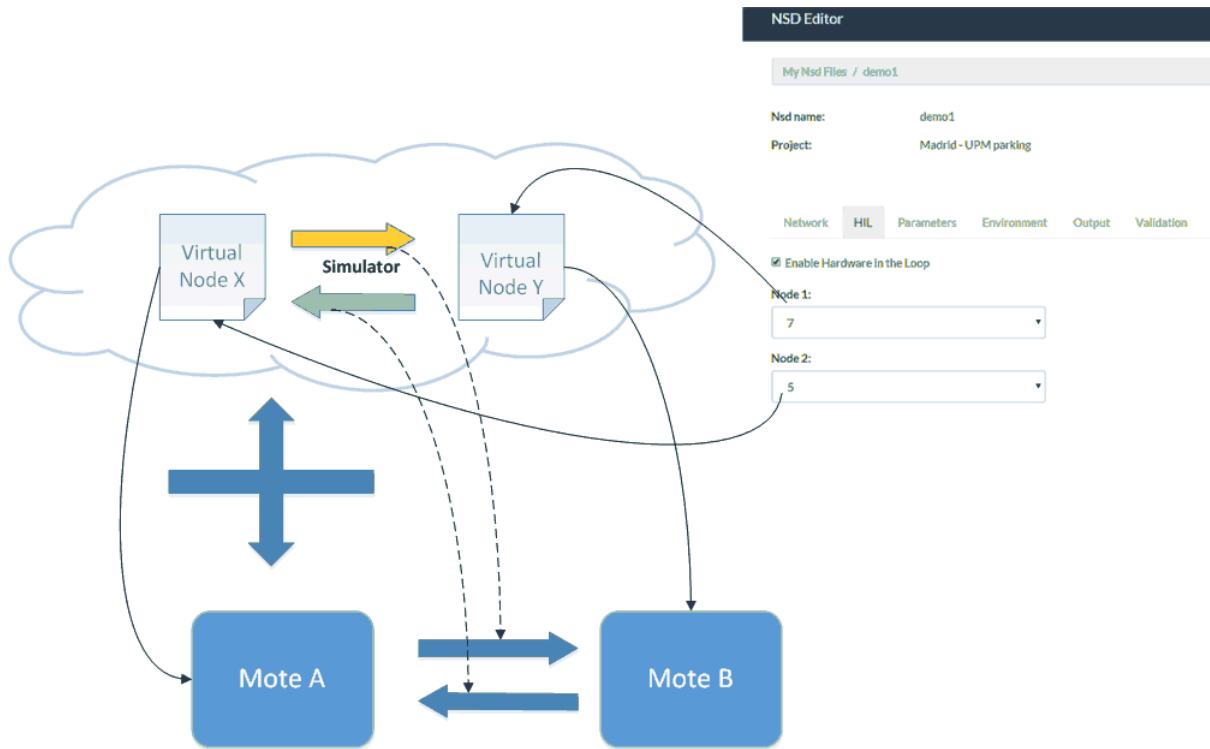 NSD Editor
My Nsd Files / demo1
Nsd name: demo1
Project: Madrid - UPM parking
Network HIL Parameters Environment Output Validation
Enable Hardware in the Loop
Node 1:
7
Node 2:
5
Virtual
Node X
Simulator
Virtual
Node Y
Mote A
Mote B